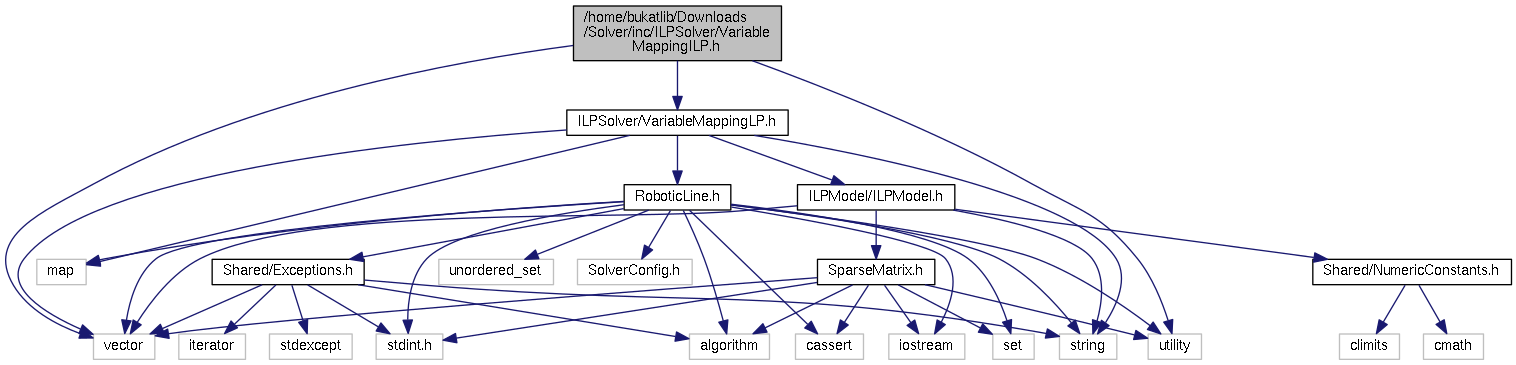 /home/bukatlib/Downloads
/Solver/inc/ILPSolver/Variable
MappingILP.h
ILPSolver/VariableMappingLP.h
RoboticLine.h
ILPModel/ILPModel.h
map
Shared/Exceptions.h
unordered_set
SolverConfig.h
SparseMatrix.h
Shared/NumericConstants.h
vector
iterator
stdexcept
stdint.h
algorithm
cassert
iostream
set
string
utility
climits
cmath